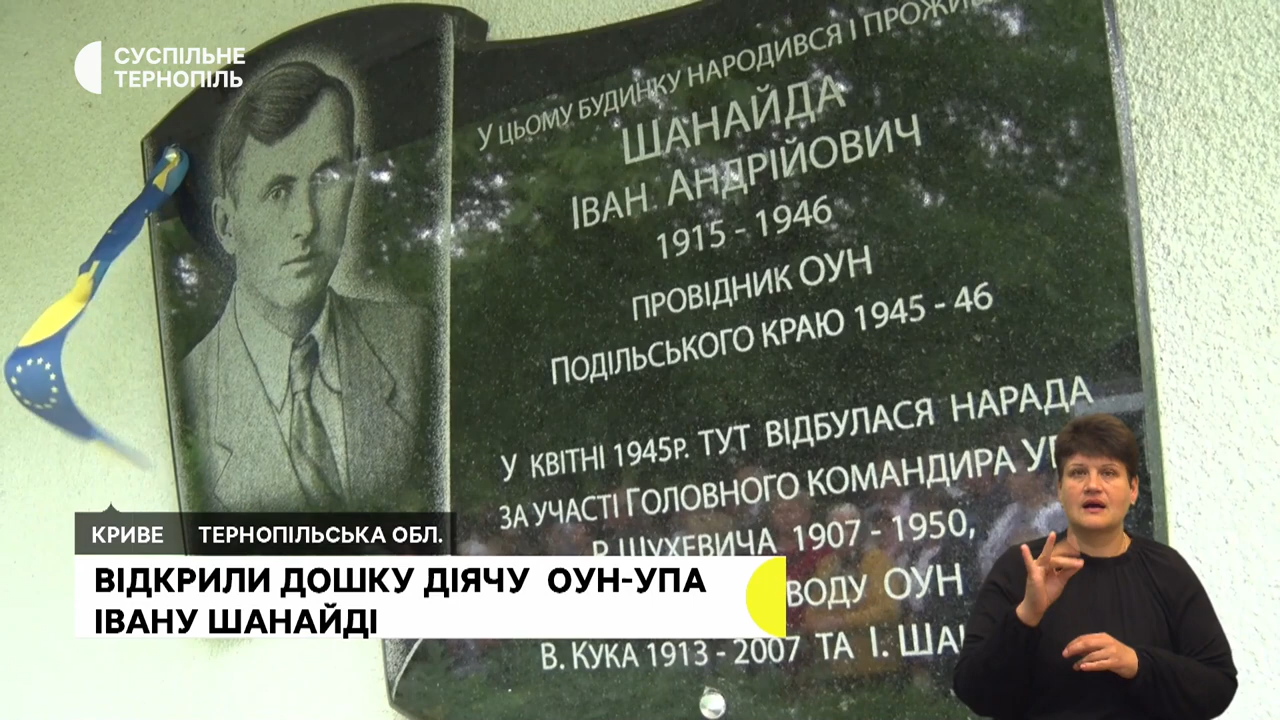 СУСПІЛЬНЕ
ТЕРНОПІЛЬ
У ЦЬОМУ БУДИНКУ НАРОДИВСЯ І
ШАНАЙДА
ІВАН АНДРІЙОВИЧ
1915 - 1946
ПРОВІДНИК ОУН
ПОДІЛЬСЬКОГО КРАЮ 1945 - 46
У КВІТНІ 1945р. ТУТ ВІДБУЛАСЯ НАРАДА
ЗА УЧАСТІ ГОЛОВНОГО КОМАНДИРА
Р. ШУХЕВИЧА 1907 - 1950,
ОУН
В. КУКА 1913 - 2007 ТА І.
КРИВЕ ТЕРНОПІЛЬСЬКА ОБЛ.
ВІДКРИЛИ ДОШКУ ДІЯЧУ ОУН-УПА
ІВАНУ ШАНАЙДІ